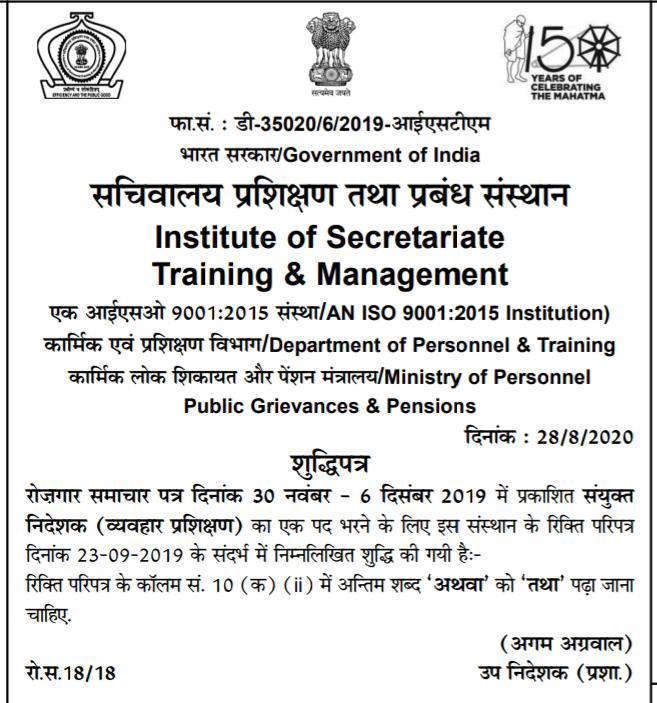 उद्योगः न साक्षिता
EFFICIENCY AND THE PUBLIC GOOD
सत्यमेव जयते
150
YEARS OF
CELEBRATING
THE MAHATMA
फा.सं. : डी-35020/6/2019-आईएसटीएम
भारत सरकार/Government of India
सचिवालय प्रशिक्षण तथा प्रबंध संस्थान
Institute of Secretariate
Training & Management
एक आईएसओ 9001:2015 संस्था/AN ISO 9001:2015 Institution)
कार्मिक एवं प्रशिक्षण विभाग/Department of Personnel & Training
कार्मिक लोक शिकायत और पेंशन मंत्रालय/Ministry of Personnel
Public Grievances & Pensions
दिनांक : 28/8/2020
शुद्धिपत्र
रोज़गार समाचार पत्र दिनांक 30 नवंबर - 6 दिसंबर 2019 में प्रकाशित संयुक्त
निदेशक (व्यवहार प्रशिक्षण) का एक पद भरने के लिए इस संस्थान के रिक्ति परिपत्र
दिनांक 23-09-2019 के संदर्भ में निम्नलिखित शुद्धि की गयी हैः-
रिक्ति परिपत्र के कॉलम सं. 10 (क) (ii) में अन्तिम शब्द 'अथवा' को 'तथा' पढ़ा जाना
चाहिए.
(अगम अग्रवाल)
रो.स.18/18 उप निदेशक (प्रशा.)